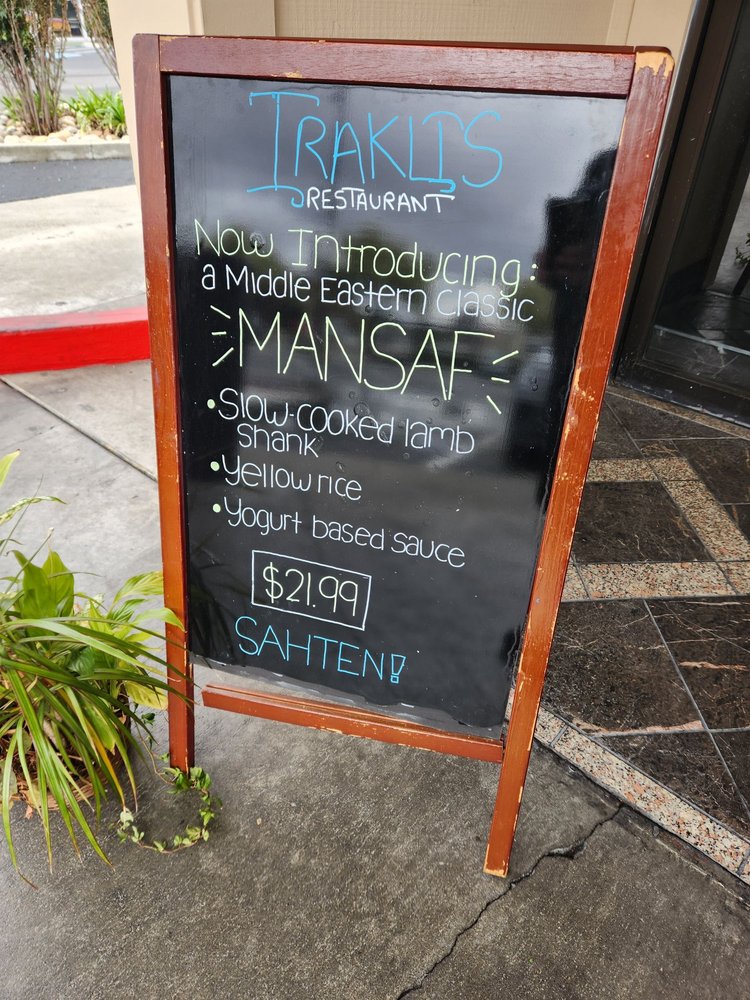 IRAKLIS
RESTAURANT
Now Introducing:
a Middle Eastern Classic
MANSAF
• Slow-cooked lamb
shank
• Yellow rice
• Yogurt based sauce
$21.99
SAHTEN!